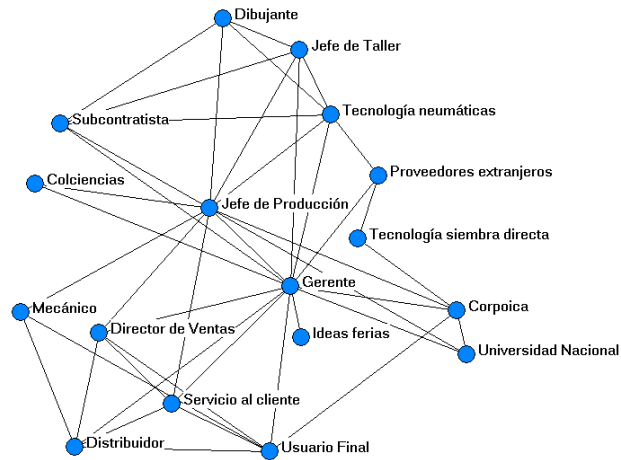 Dibujante
Jefe de Taller
Tecnología neumáticas
Subcontratista
Proveedores extranjeros
Colciencias
Jefe de Producción
Tecnología siembra directa
Gerente
Mecánico
Corpoica
Director de Ventas
Ideas ferias
Universidad Nacional
Servicio al cliente
Distribuidor
Usuario Final